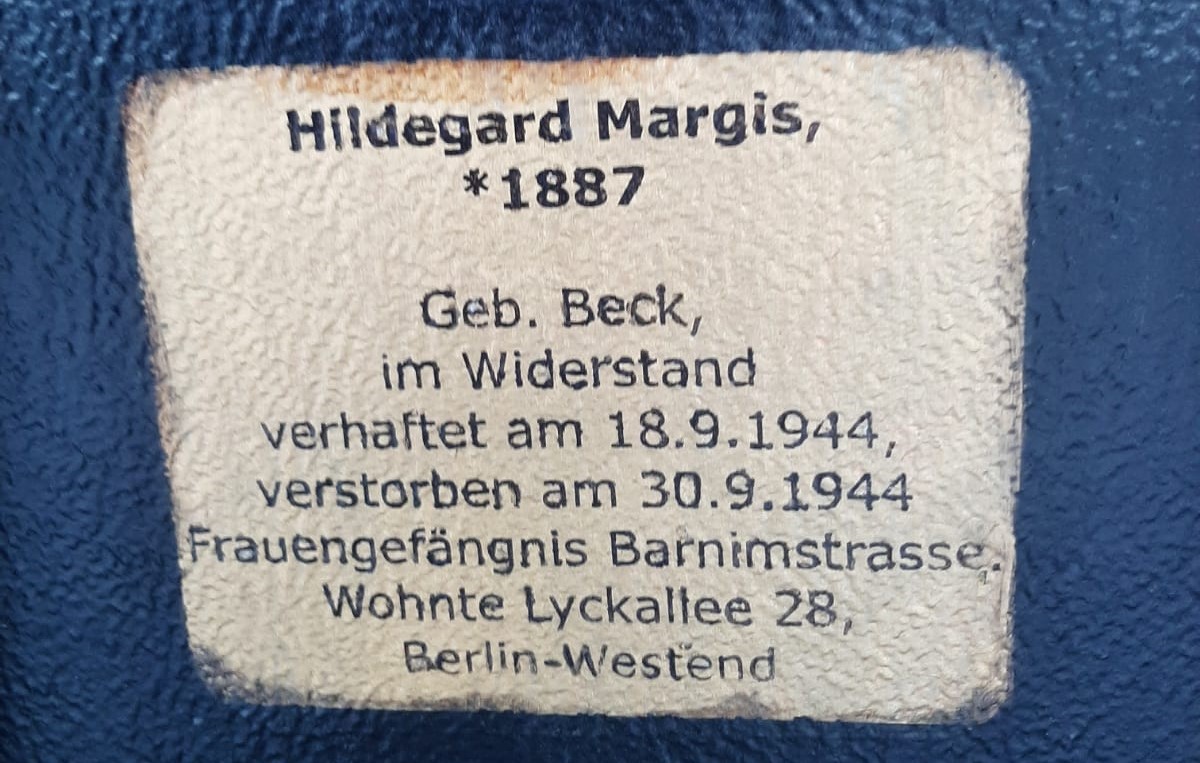 Hildegard Margis,
*1887
Geb. Beck,
im Widerstand
verhaftet am 18.9.1944,
verstorben am 30.9.1944
Frauengefängnis Barnimstrasse.
Wohnte Lyckallee 28,
Berlin-Westend